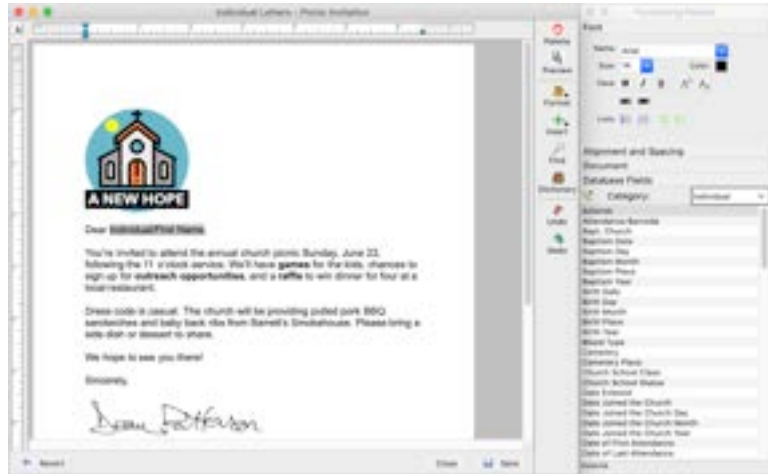 Individual Letters - Picnic Invitation
A NEW HOPE
Dear Individual/First Name
You're invited to attend the annual church picnic Sunday, June 23,
following the 11 o'clock service. We'll have games for the kids, chances to
sign up for outreach opportunities, and a raffle to win dinner for four at a
local restaurant.
Dress code is casual. The church will be providing pulled pork BBQ
sandwiches and baby back ribs from Barrett's Smokehouse. Please bring a
side dish or dessert to share.
We hope to see you there!
Sincerely,
Revert
Close
Save
Palette
Preview
Format
Insert
Find
Dictionary
Undo
Redo
Font
Name: Arial
Size:
Color:
Lists:
Alignment and Spacing
Document
Database Fields
Category: Individual
Attendance Barcode
Bapt. Church
Baptism Date
Baptism Day
Baptism Month
Baptism Place
Baptism Year
Birth Date
Birth Day
Birth Month
Birth Place
Birth Year
Blood Type
Cemetery
Cemetery Place
Church School Class
Church School Status
Date Entered
Date Joined the Church
Date Joined the Church Day
Date Joined the Church Month
Date Joined the Church Year
Date of First Attendance
Date of Last Attendance